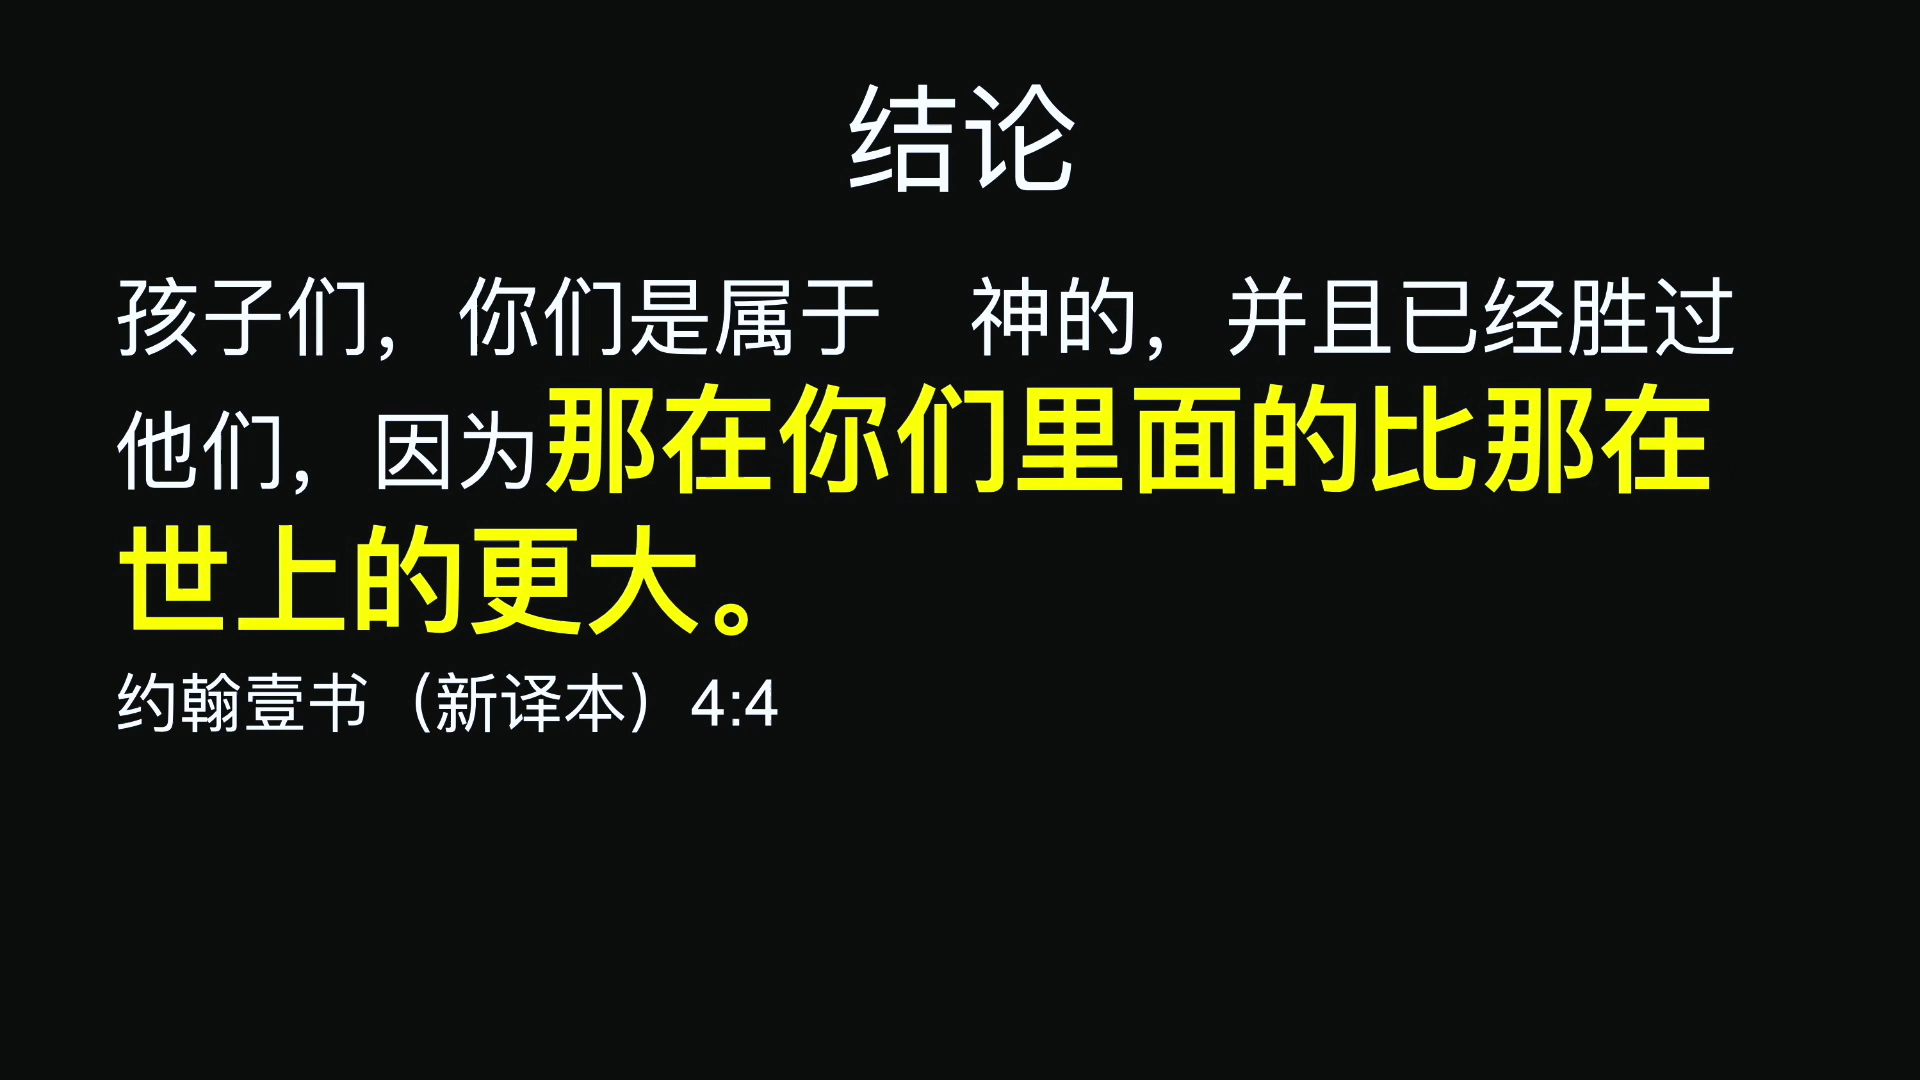 结论
孩子们，你们是属于　神的，并且已经胜过
他们，因为那在你们里面的比那在
世上的更大。
约翰壹书（新译本）4:4